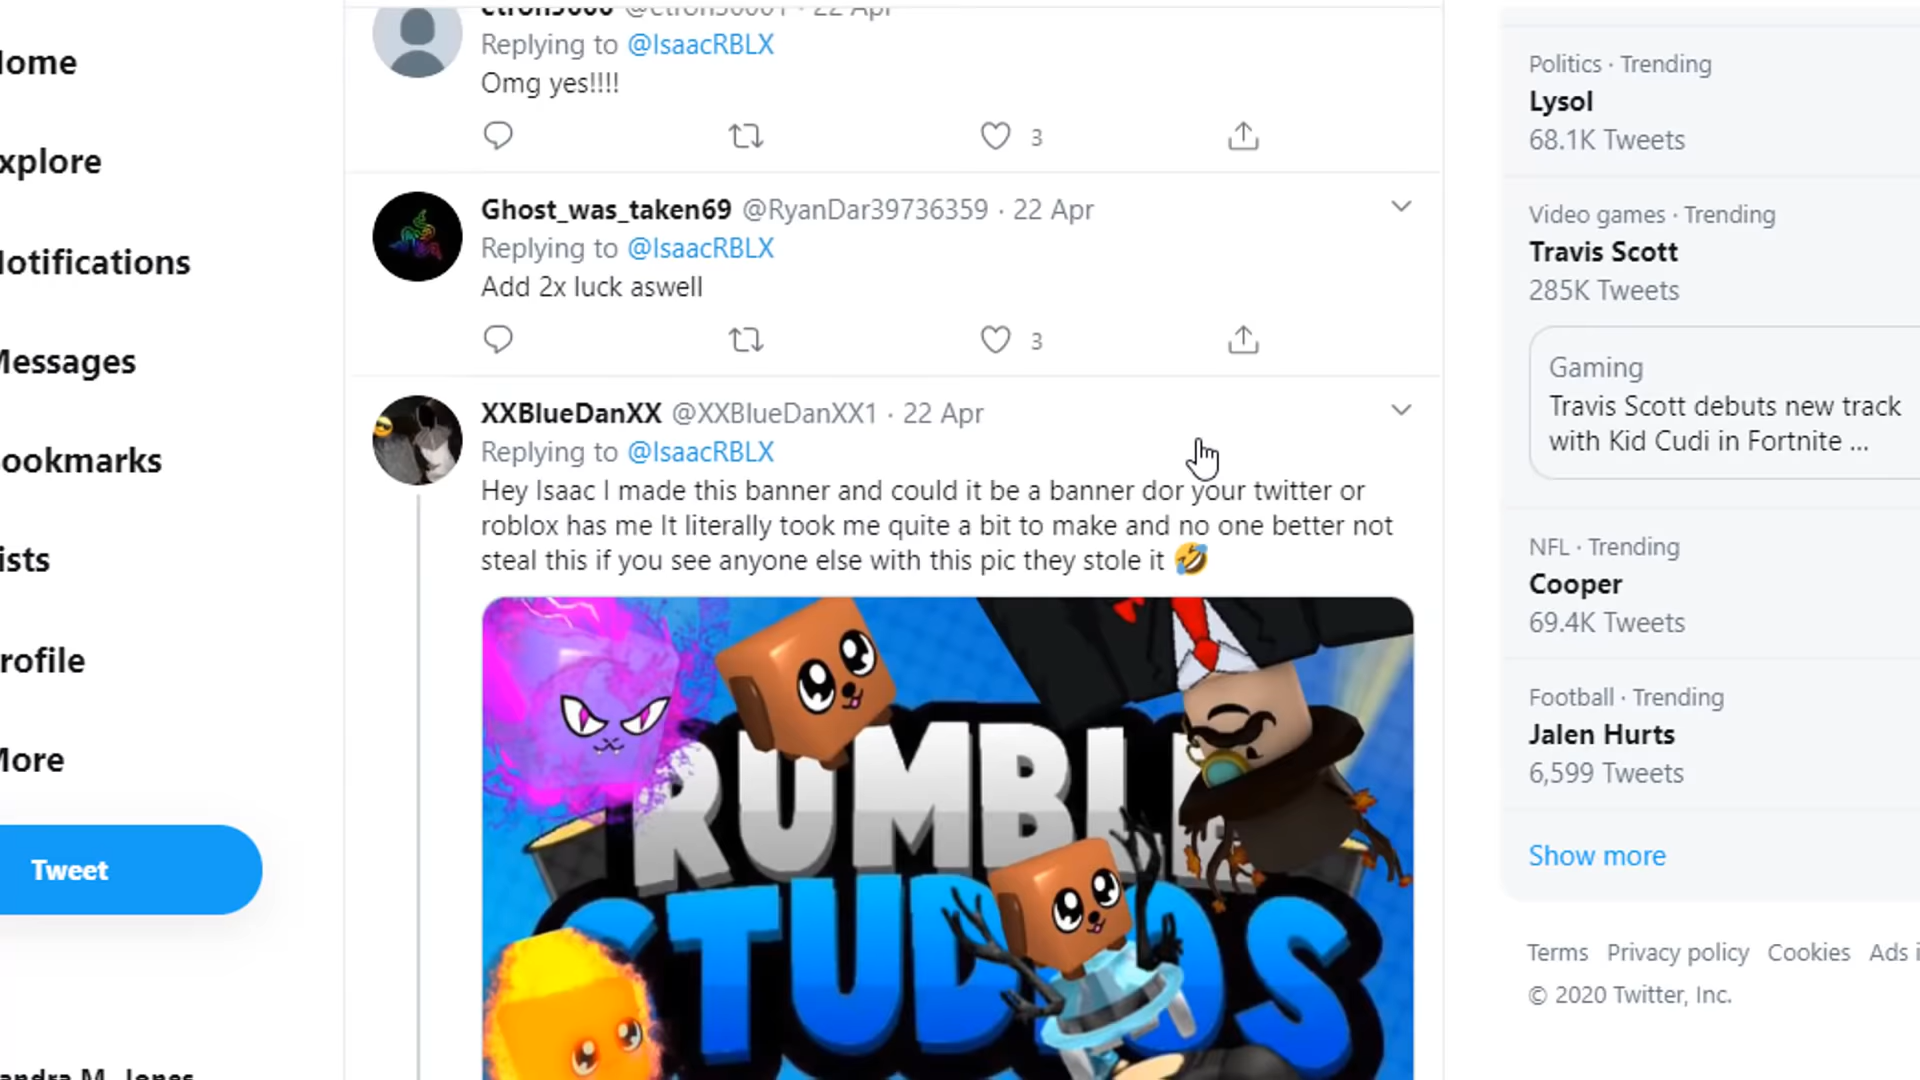 Home
Explore
Notifications
Messages
Bookmarks
Lists
Profile
More
Tweet
etron3000 @etron30001 · 22 Apr
Replying to @IsaacRBLX
Omg yes!!!!
3
Ghost_was_taken69 @RyanDar39736359 · 22 Apr
Replying to @IsaacRBLX
Add 2x luck aswell
3
XXBlueDanXX @XXBlueDanXX1 · 22 Apr
Replying to @IsaacRBLX
Hey Isaac I made this banner and could it be a banner dor your twitter or
roblox has me It literally took me quite a bit to make and no one better not
steal this if you see anyone else with this pic they stole it 🤣
RUMBLE
STUDIOS
Politics · Trending
Lysol
68.1K Tweets
Video games · Trending
Travis Scott
285K Tweets
Gaming
Travis Scott debuts new track
with Kid Cudi in Fortnite ...
NFL · Trending
Cooper
69.4K Tweets
Football · Trending
Jalen Hurts
6,599 Tweets
Show more
Terms Privacy policy Cookies Ads i
© 2020 Twitter, Inc.